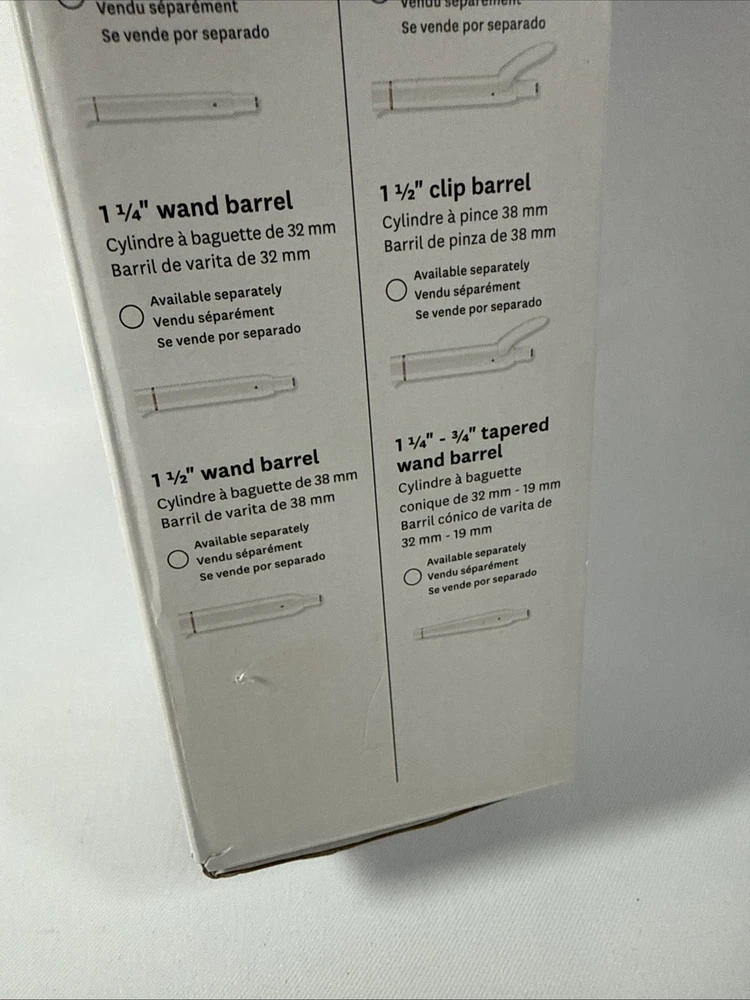 Vendu séparément
Se vende por separado
1 ¼" wand barrel
Cylindre à baguette de 32 mm
Barril de varita de 32 mm
Available separately
Vendu séparément
Se vende por separado
1 ½" wand barrel
Cylindre à baguette de 38 mm
Barril de varita de 38 mm
Available separately
Vendu séparément
Se vende por separado
Vendu séparément
Se vende por separado
1 ½" clip barrel
Cylindre à pince 38 mm
Barril de pinza de 38 mm
Available separately
Vendu séparément
Se vende por separado
1 ¼" - ¾" tapered
wand barrel
Cylindre à baguette
conique de 32 mm - 19 mm
Barril cónico de varita de
32 mm - 19 mm
Available separately
Vendu séparément
Se vende por separado